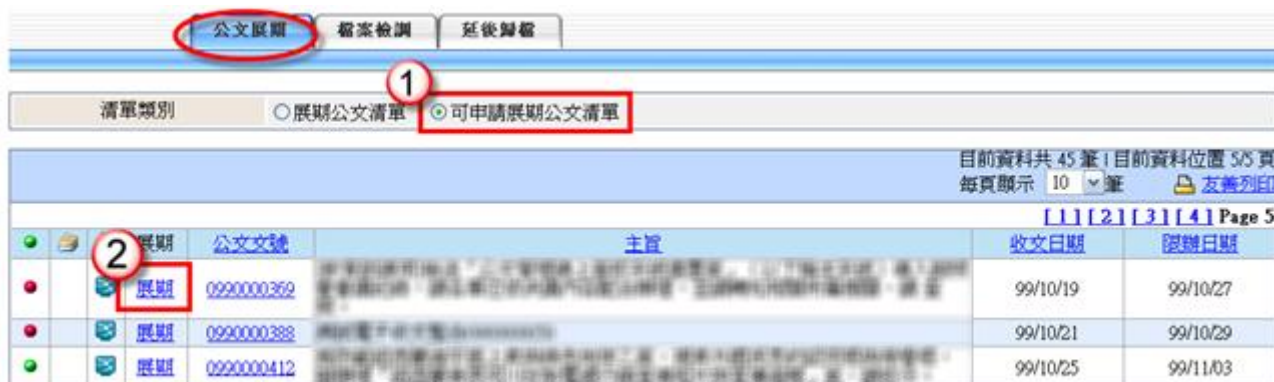 公文展期 檔案檢調 延後歸檔
1
清單類別 展期公文清單 可申請展期公文清單
目前資料共 45 筆 | 目前資料位置 5/5 頁
每頁顯示 10 筆 友善列印
[ 1 ] [ 2 ] [ 3 ] [ 4 ] Page 5
2 展期 公文文號 主旨 收文日期 限辦日期
展期 0990000369 99/10/19 99/10/27
展期 0990000388 99/10/21 99/10/29
展期 0990000412 99/10/25 99/11/03